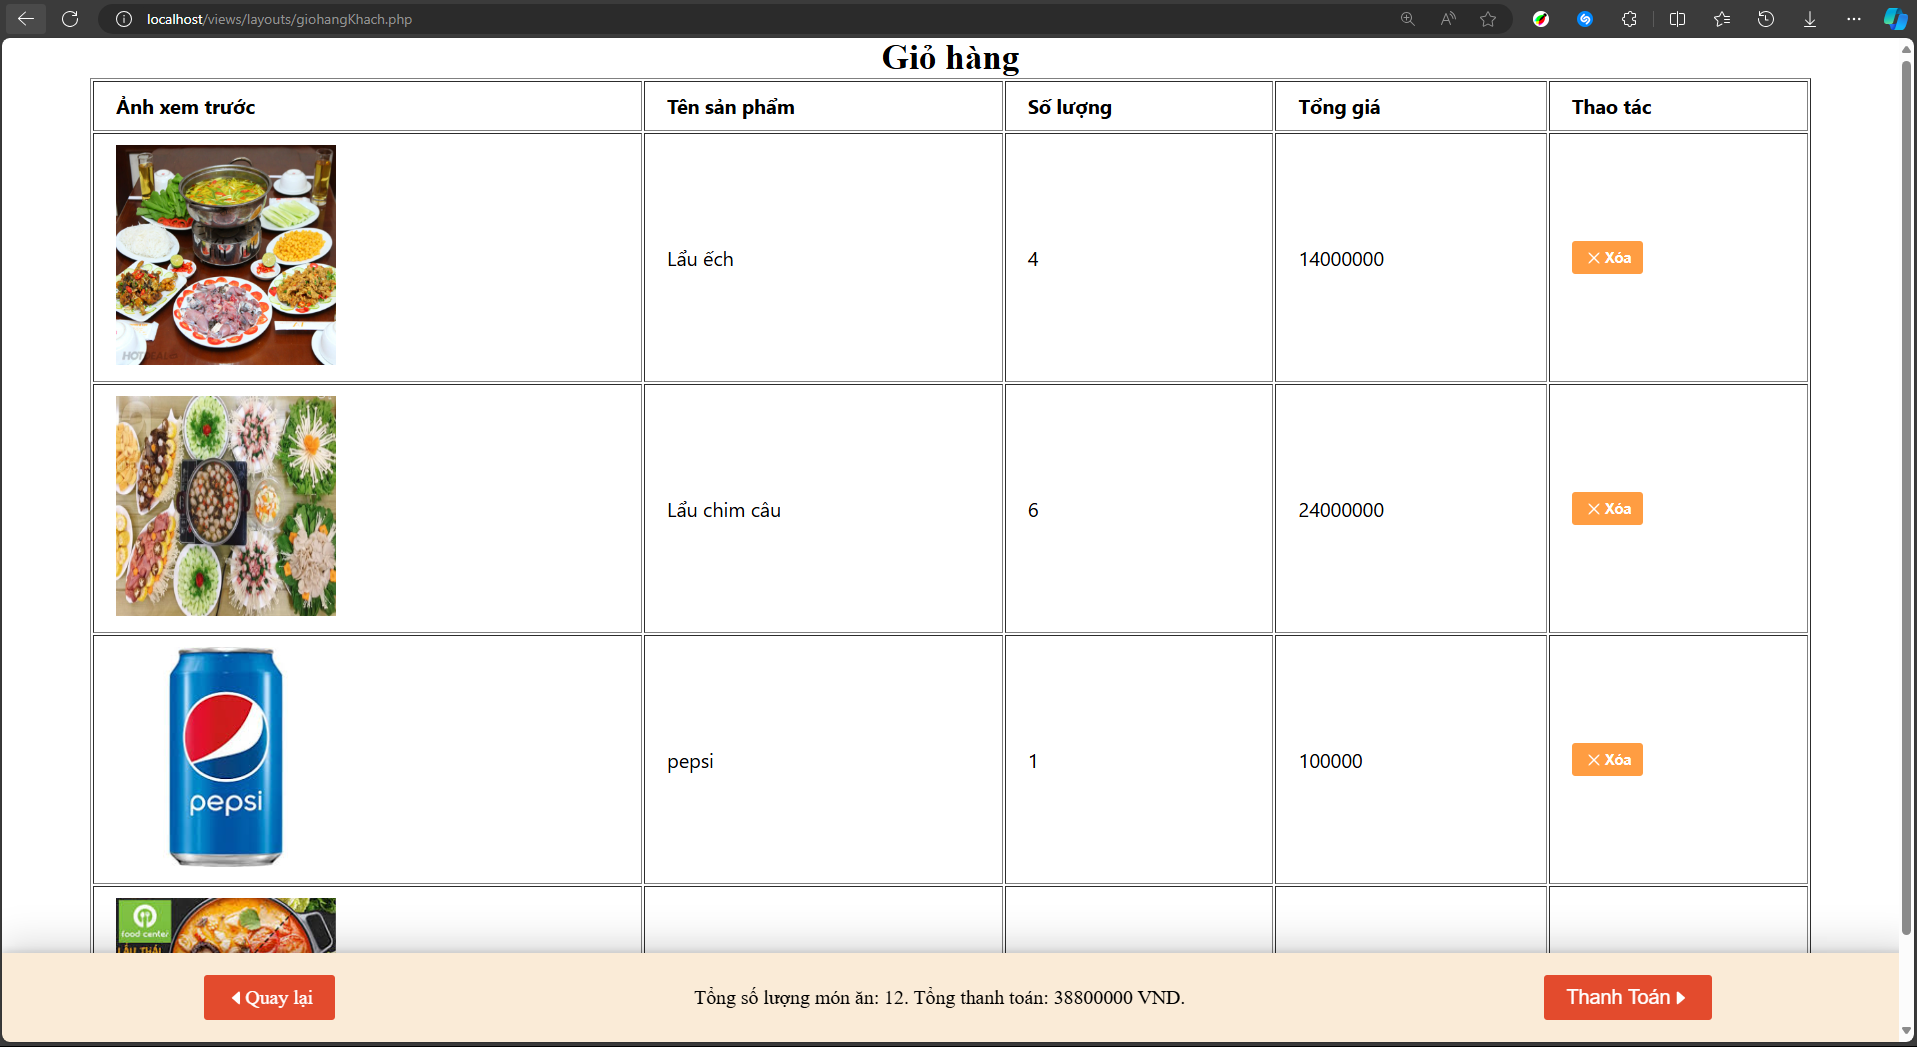 localhost/views/layouts/giohangKhach.php
Giỏ hàng
Ảnh xem trước Tên sản phẩm Số lượng Tổng giá Thao tác
HOTDEAL
Lẩu ếch 4 14000000 Xóa
Lẩu chim câu 6 24000000 Xóa
pepsi
pepsi 1 100000 Xóa
food center
LẨU THÁI
Quay lại Tổng số lượng món ăn: 12. Tổng thanh toán: 38800000 VND. Thanh Toán